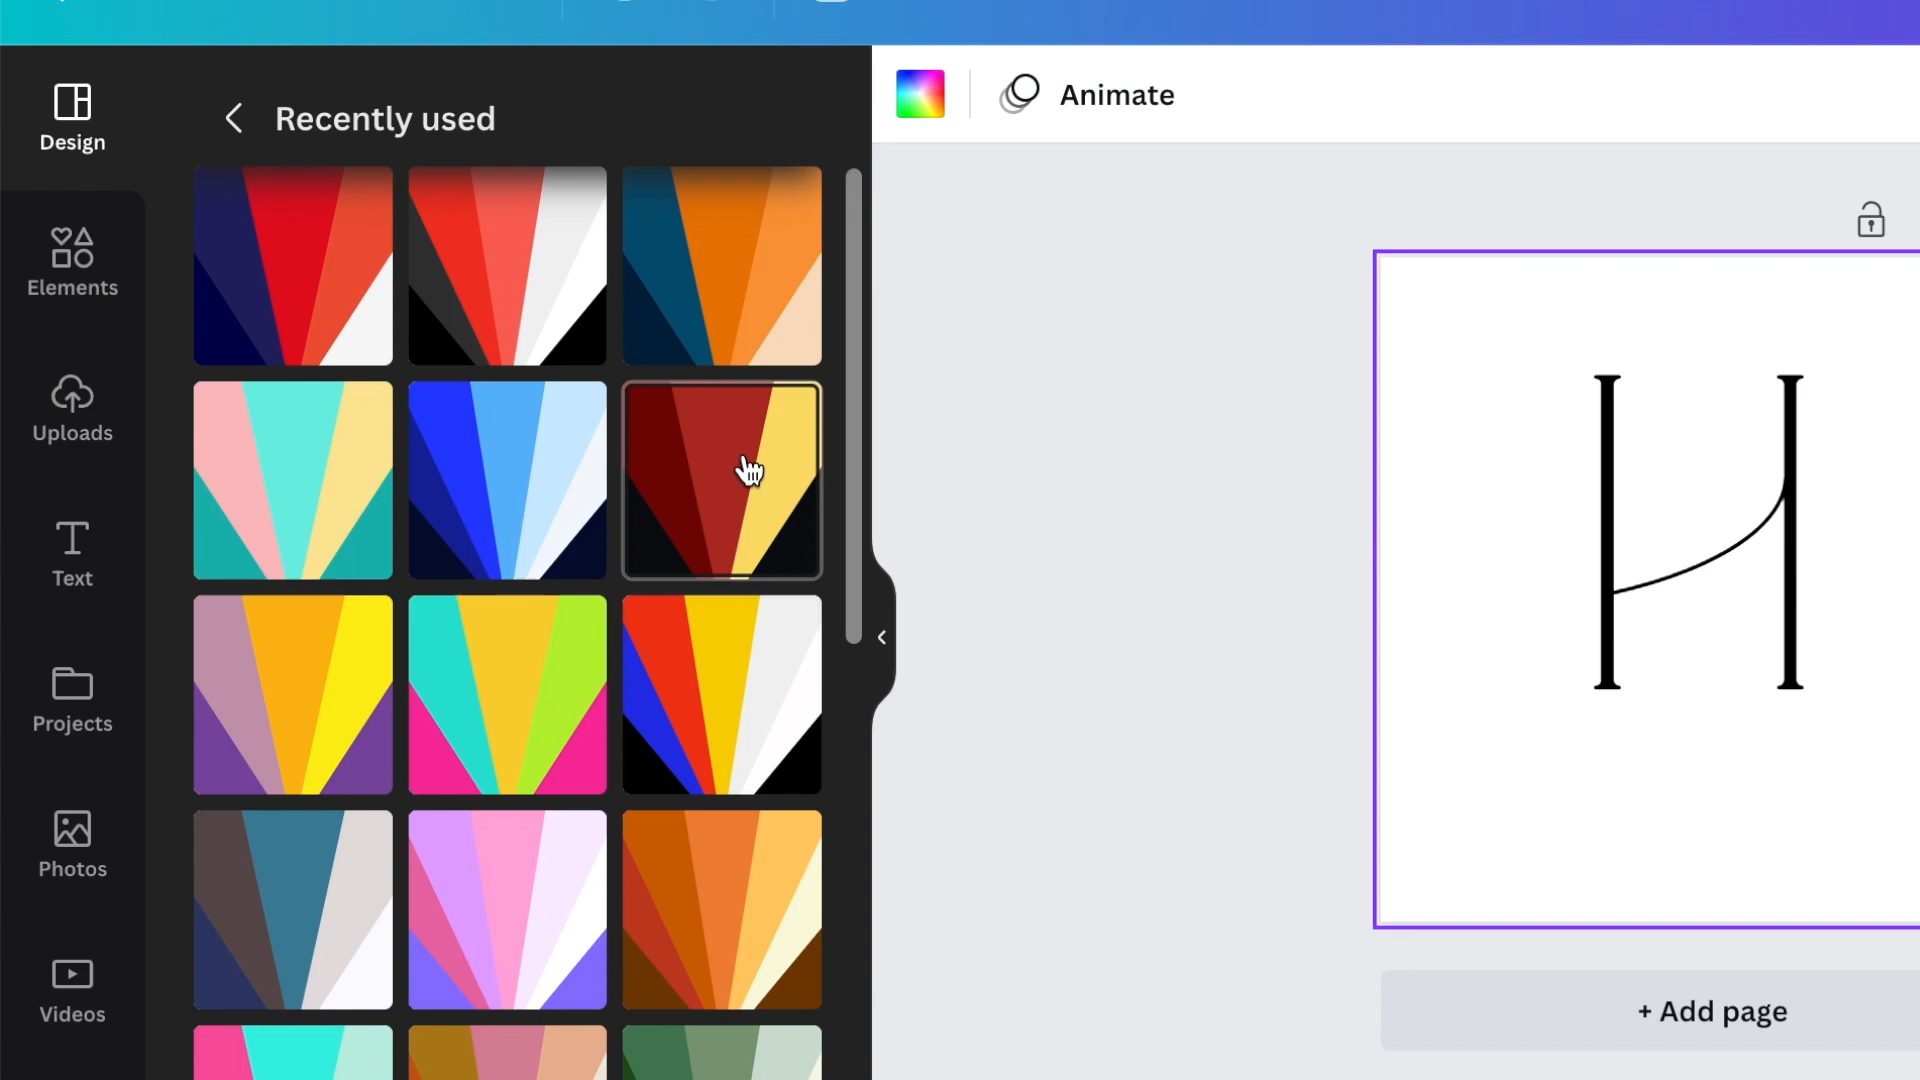 Design
Elements
Uploads
Text
Projects
Photos
Videos
Recently used
Animate
H
+ Add page